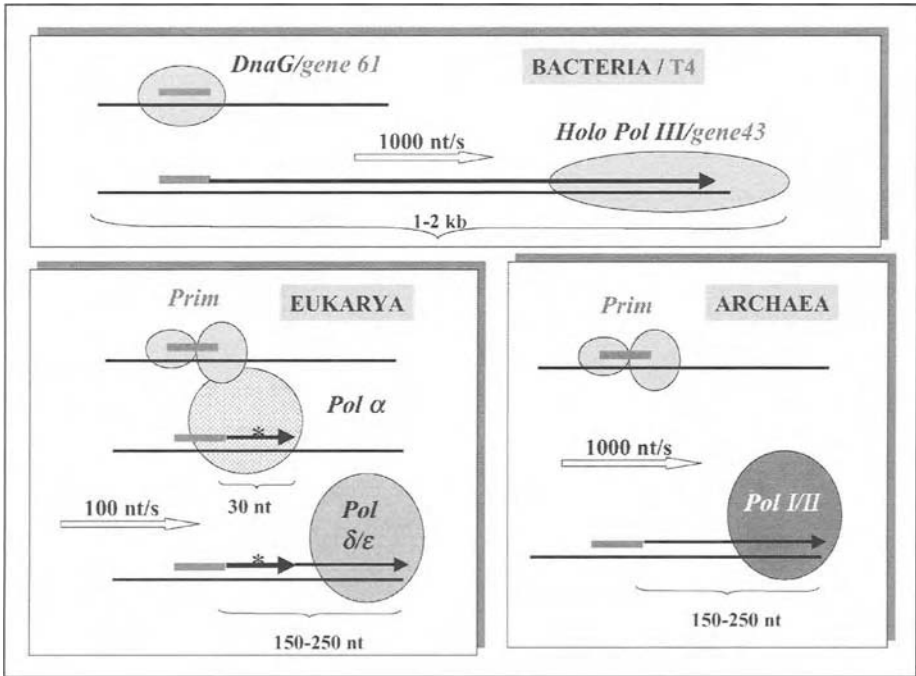 DnaG/gene 61
BACTERIA / T4
1000 nt/s
Holo Pol III/gene43
1-2 kb
Prim
EUKARYA
Pol α
*
30 nt
100 nt/s
Pol
δ/ε
*
150-250 nt
Prim
ARCHAEA
1000 nt/s
Pol I/II
150-250 nt